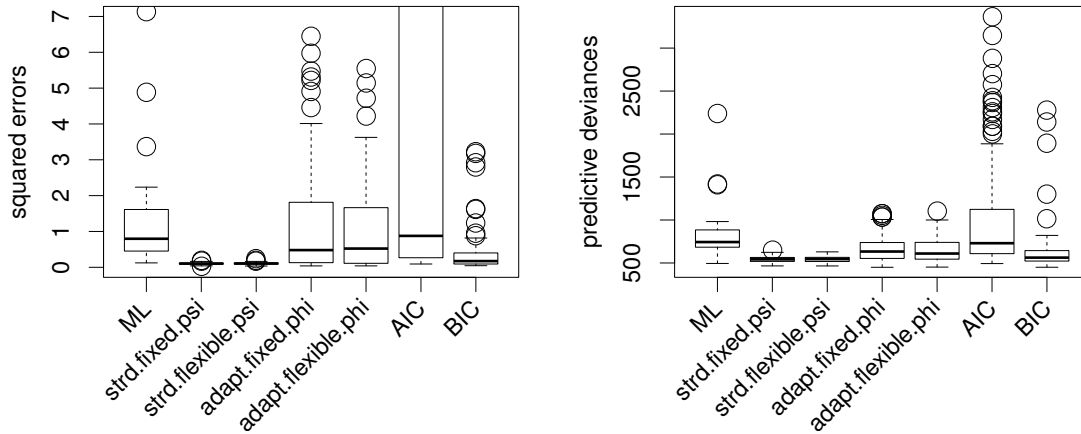 squared errors
7
6
5
4
3
2
1
0
ML
strd.fixed.psi
strd.flexible.psi
adapt.fixed.phi
adapt.flexible.phi
AIC
BIC
predictive deviances
2500
1500
500
ML
strd.fixed.psi
strd.flexible.psi
adapt.fixed.phi
adapt.flexible.phi
AIC
BIC